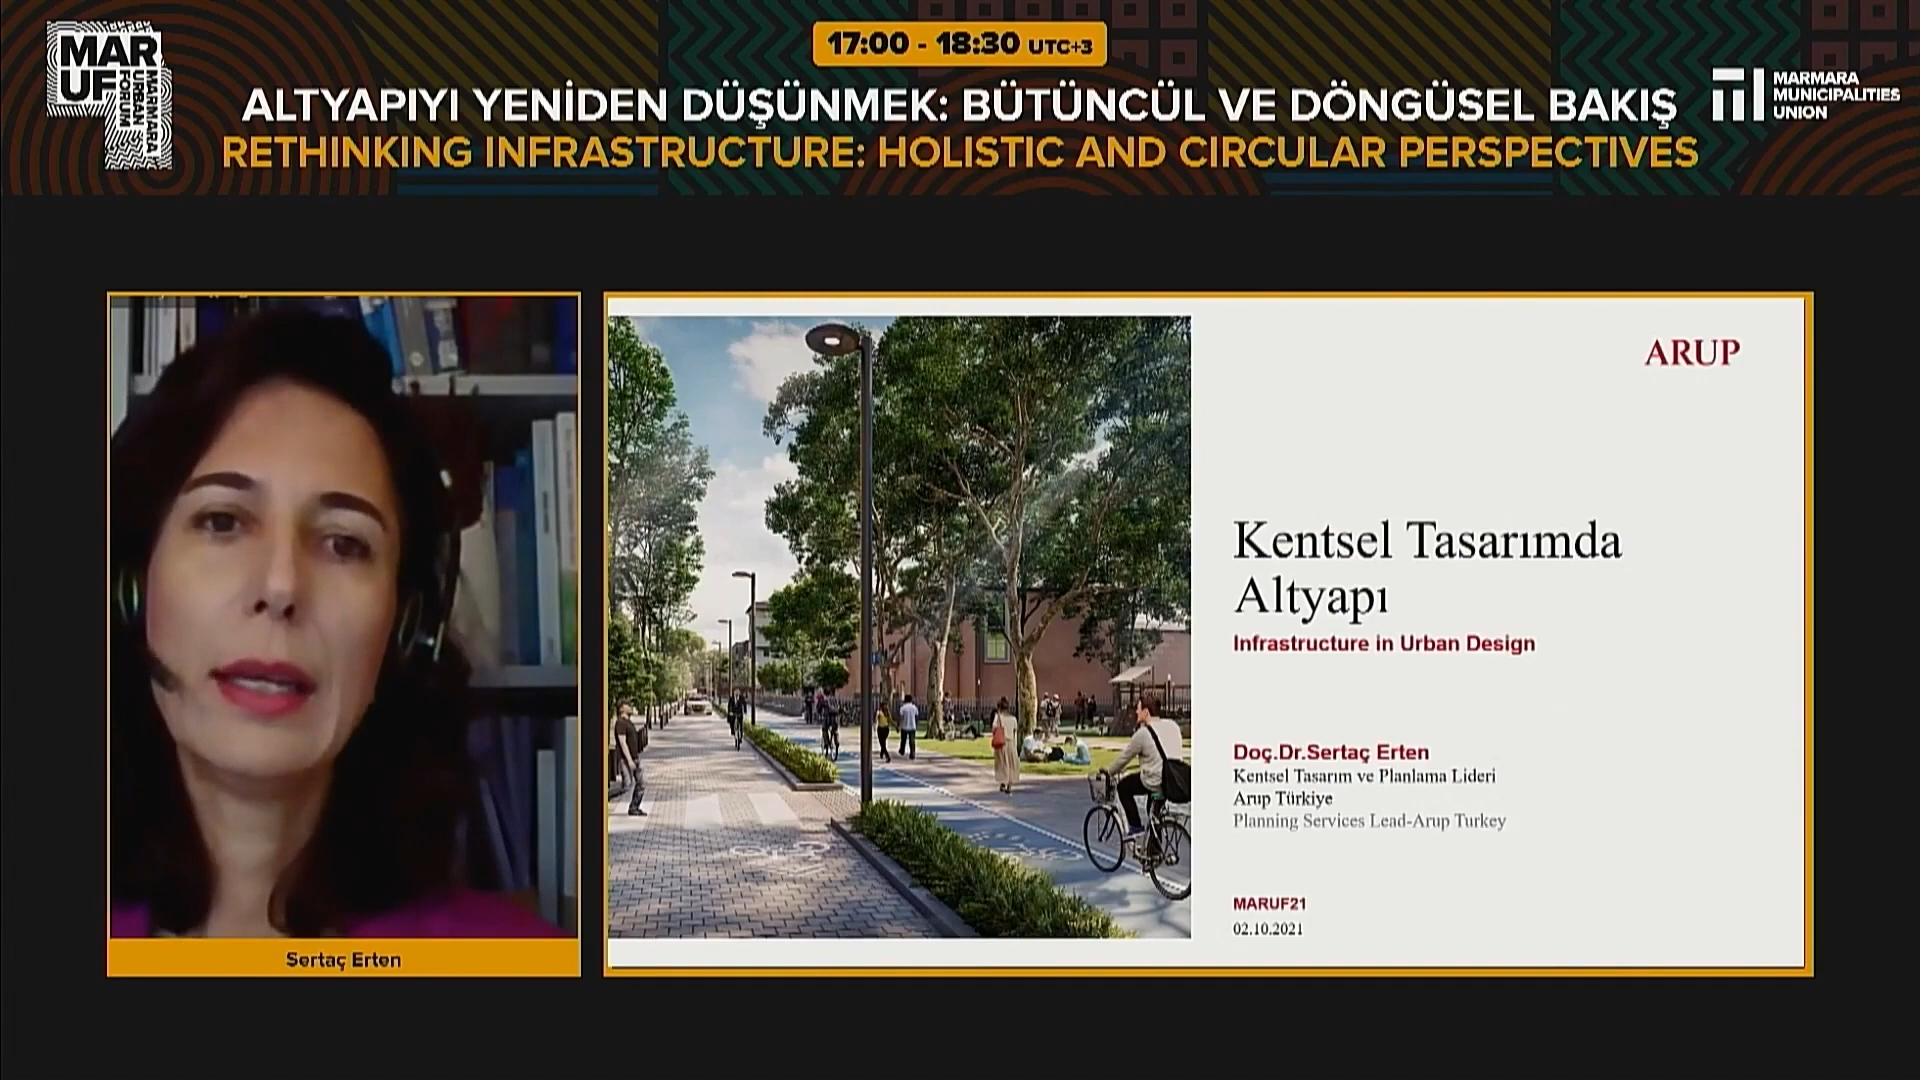 MAR
UF
MARMARA
URBAN
FORUM
17:00 - 18:30 UTC+3
ALTYAPIYI YENİDEN DÜŞÜNMEK: BÜTÜNCÜL VE DÖNGÜSEL BAKIŞ
RETHINKING INFRASTRUCTURE: HOLISTIC AND CIRCULAR PERSPECTIVES
MARMARA
MUNICIPALITIES
UNION
Sertaç Erten
ARUP
Kentsel Tasarımda
Altyapı
Infrastructure in Urban Design
Doç.Dr.Sertaç Erten
Kentsel Tasarım ve Planlama Lideri
Arup Türkiye
Planning Services Lead-Arup Turkey
MARUF21
02.10.2021